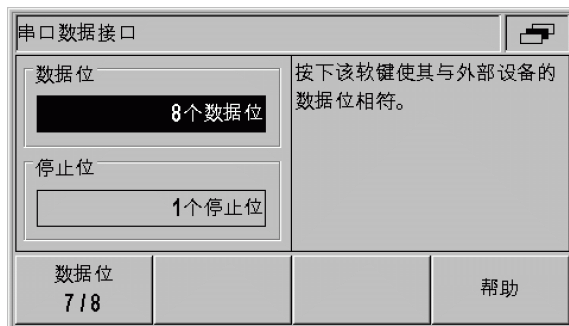 串口数据接口
数据位
8个数据位
停止位
1个停止位
按下该软键使其与外部设备的
数据位相符。
数据位
7/8
帮助